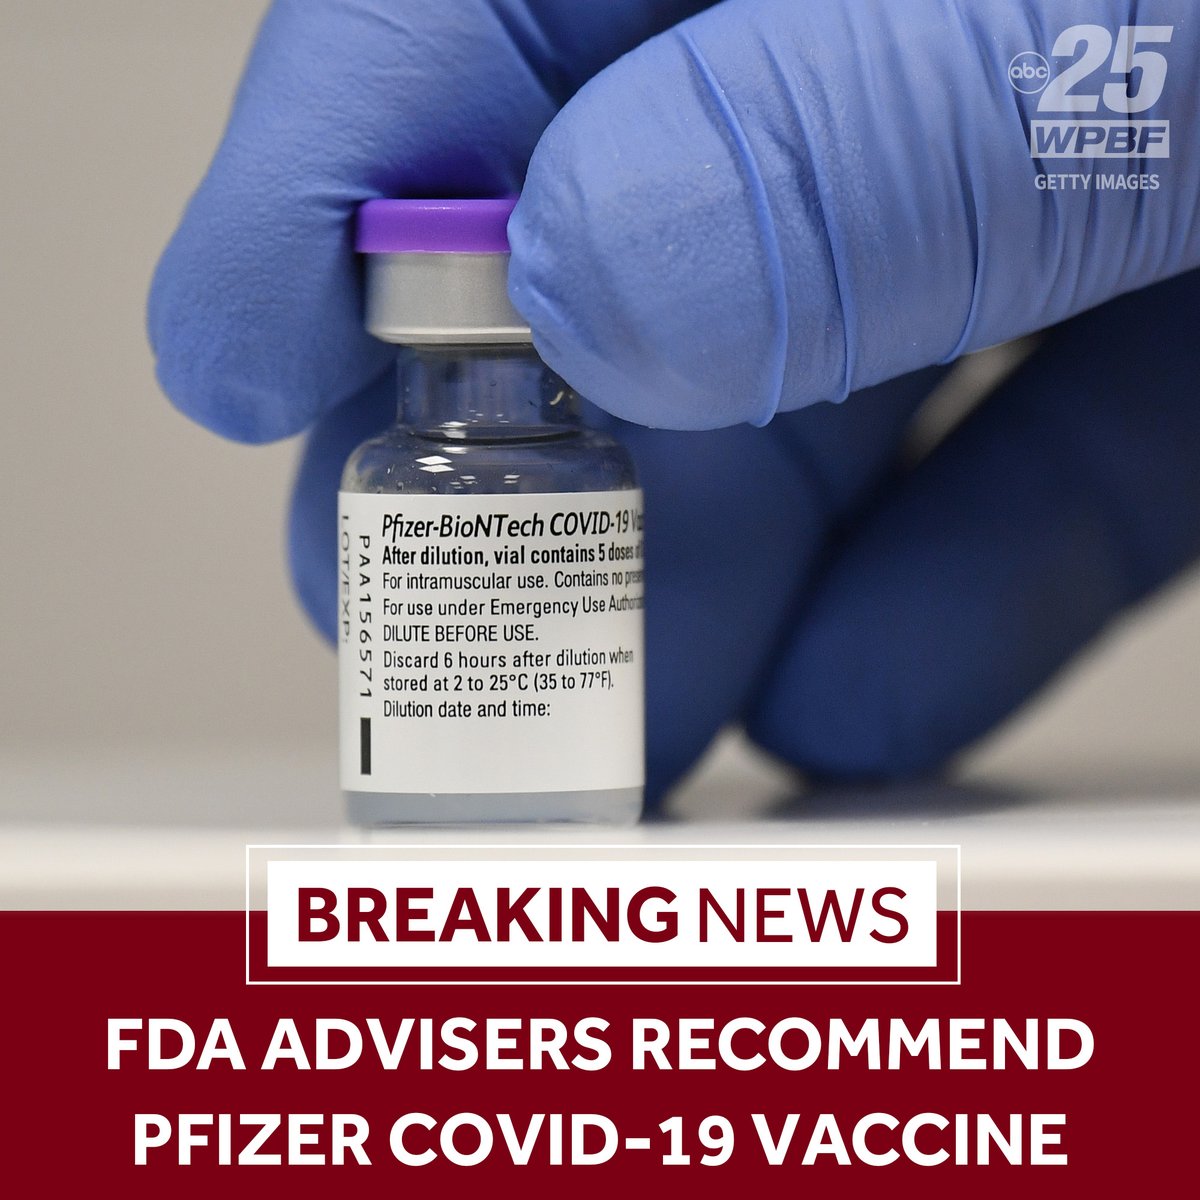 abc 25
WPBF
GETTY IMAGES
Pfizer-BioNTech COVID-19
After dilution, vial contains 5 doses
For intramuscular use. Contains no
For use under Emergency Use
DILUTE BEFORE USE.
Discard 6 hours after dilution when
stored at 2 to 25°C (35 to 77°F).
Dilution date and time:
PAA156571
LOT/EXP:
BREAKING NEWS
FDA ADVISERS RECOMMEND
PFIZER COVID-19 VACCINE